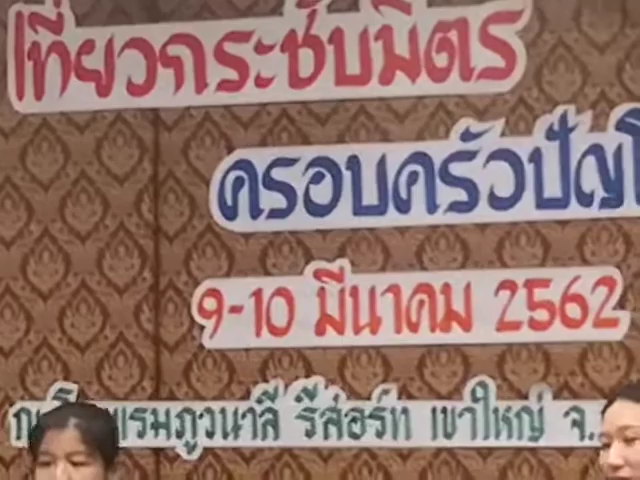 เที่ยวกระชับมิตร
ครอบครัวปัญ
9-10 มีนาคม 2562
ภูวนาลี รีสอร์ท เขาใหญ่ จ.